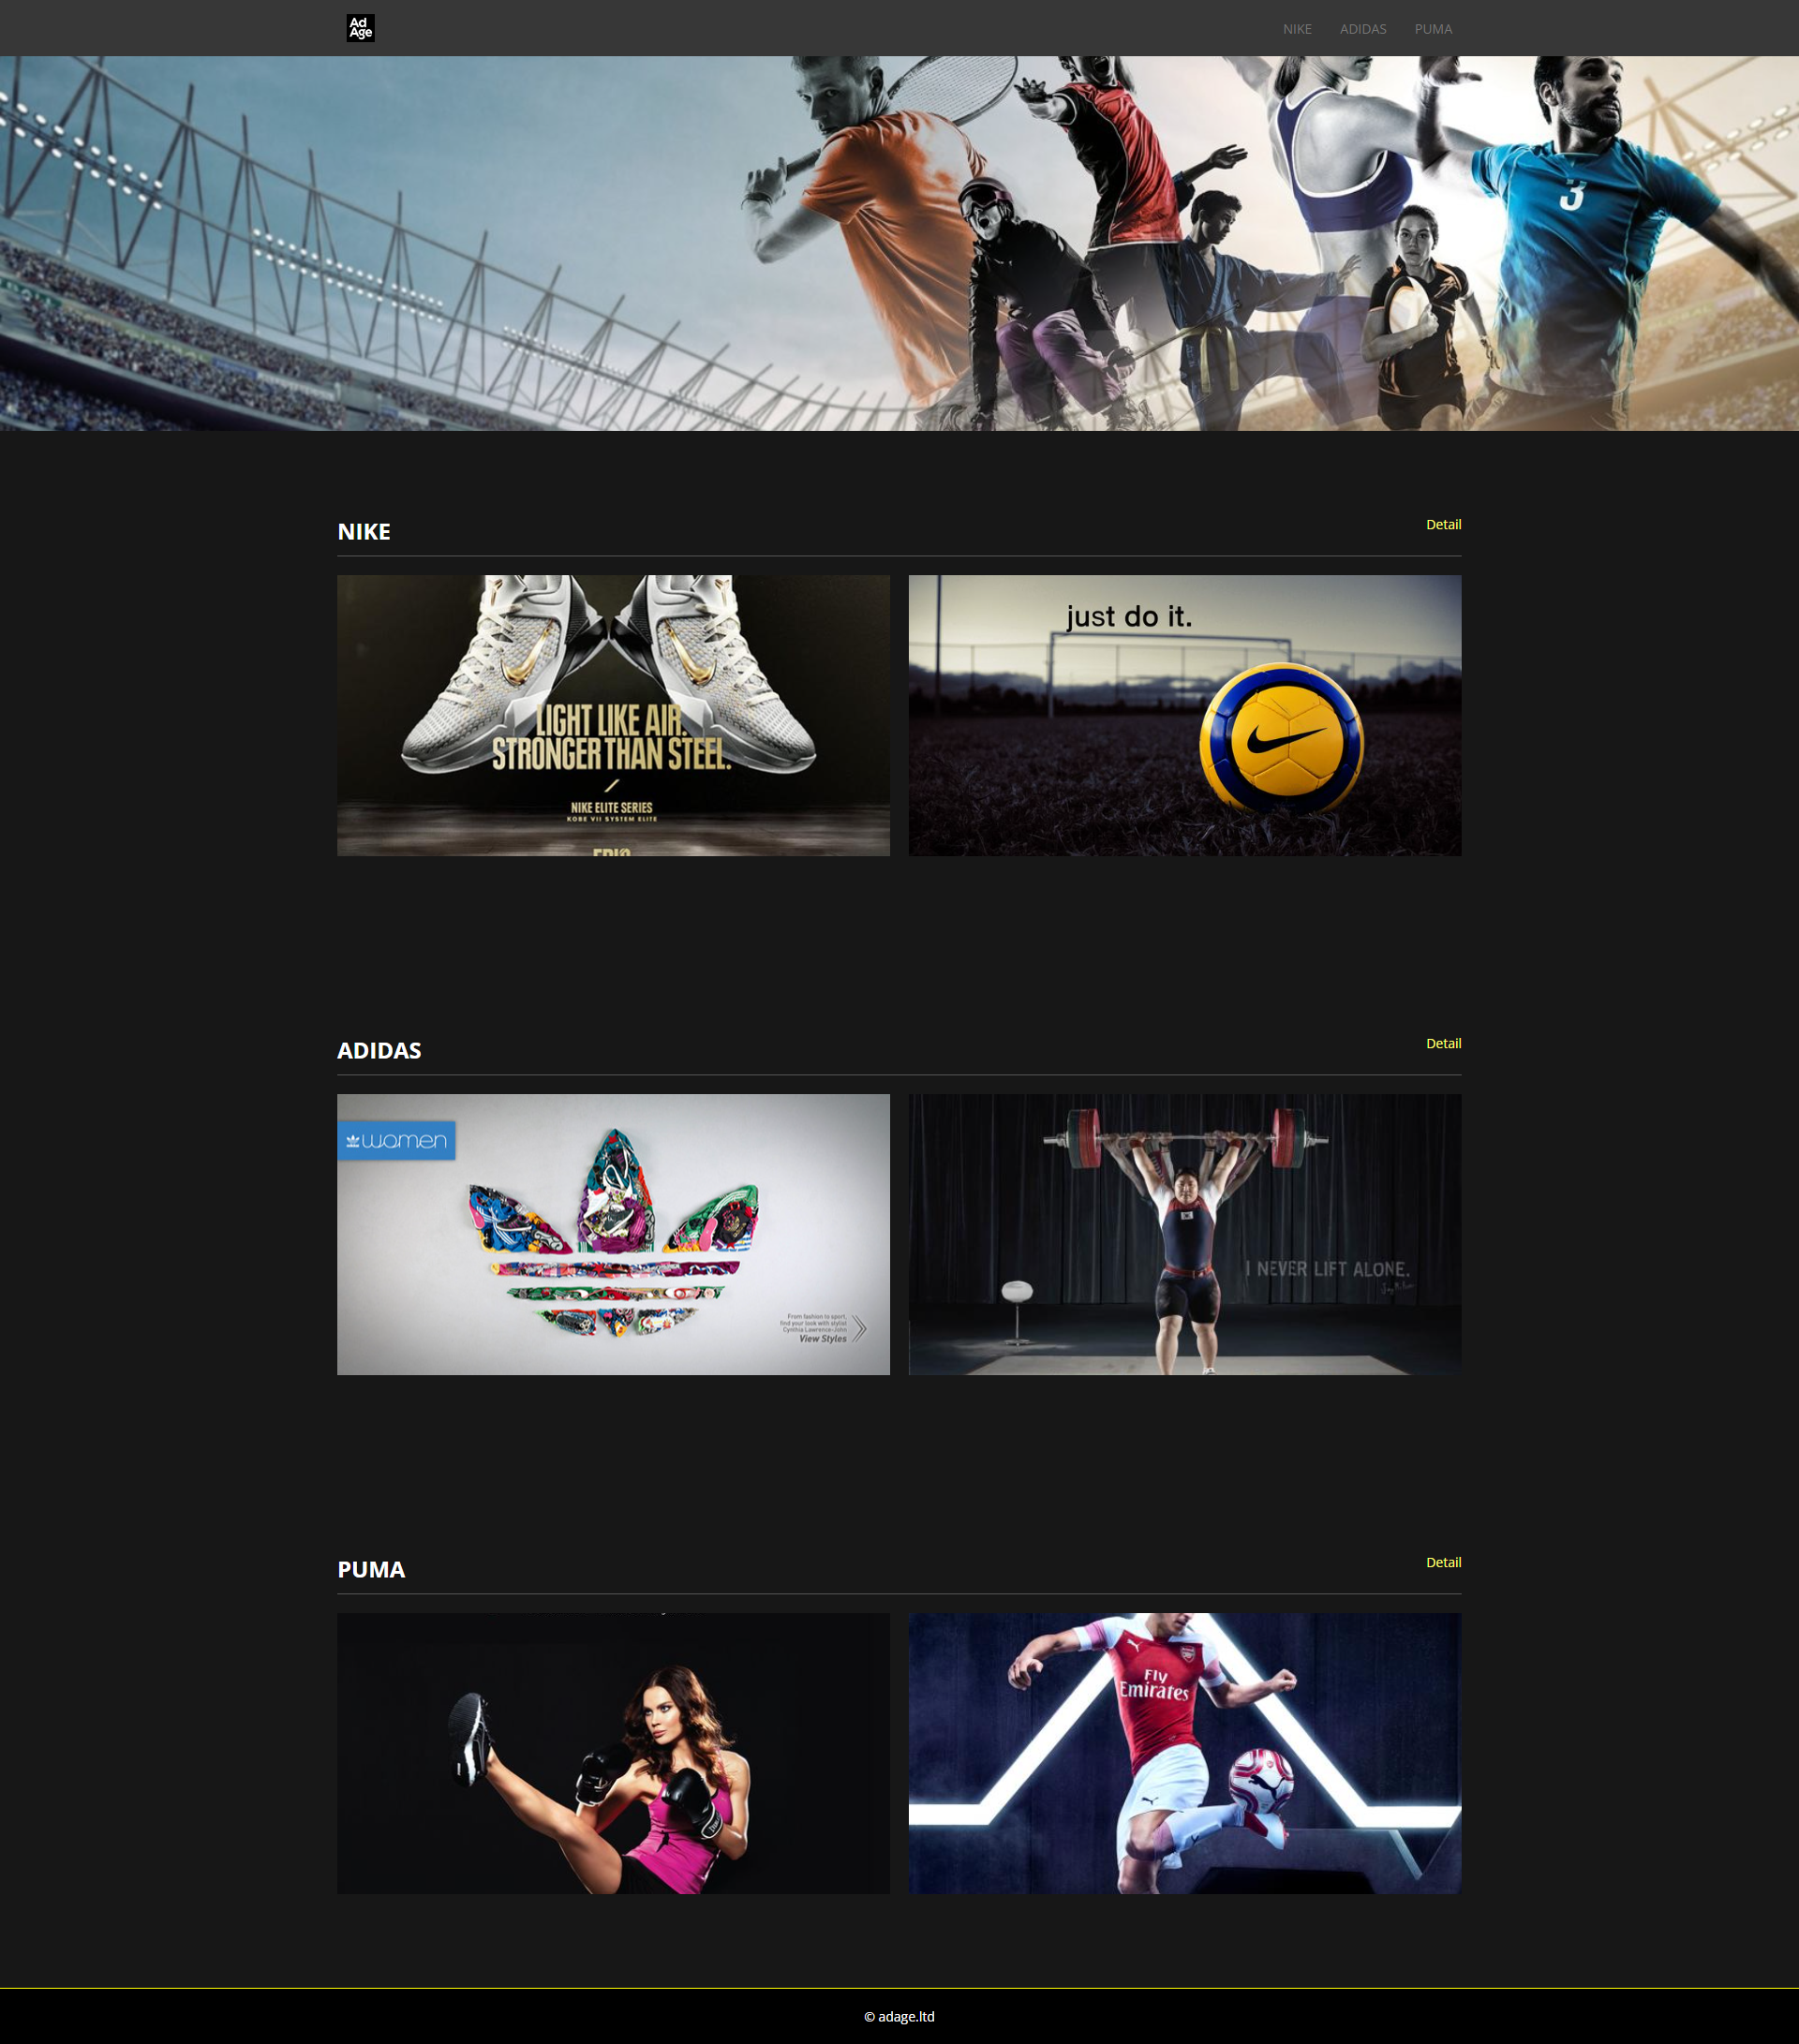 Ad
Age
NIKE
ADIDAS
PUMA
3
NIKE
Detail
LIGHT LIKE AIR.
STRONGER THAN STEEL.
NIKE ELITE SERIES
KOBE VII SYSTEM ELITE
just do it.
ADIDAS
Detail
women
From fashion to sport,
find your look with stylist
Cynthia Lawrence-John
View Styles
I NEVER LIFT ALONE.
PUMA
Detail
Fly
Emirates
© adage.ltd